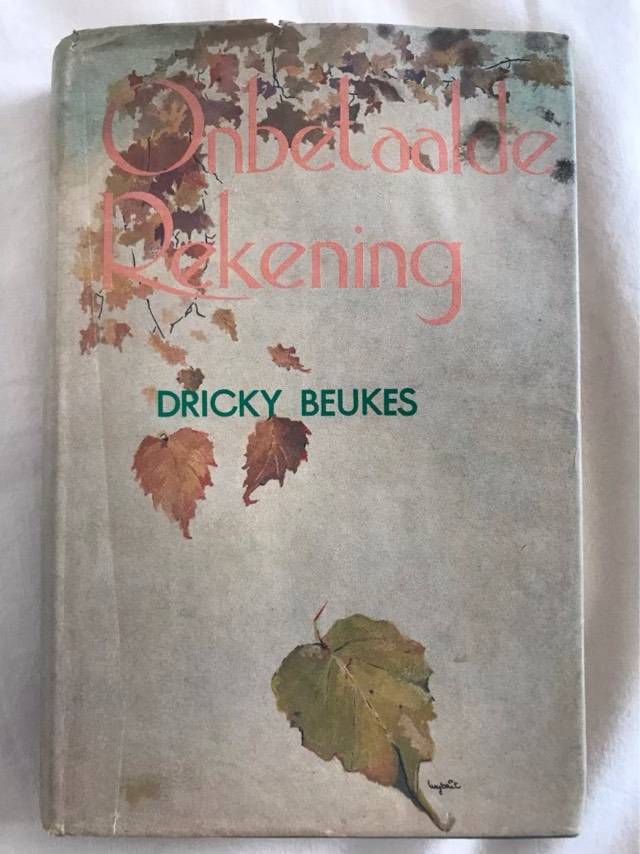 Onbetaalde
Rekening
DRICKY BEUKES